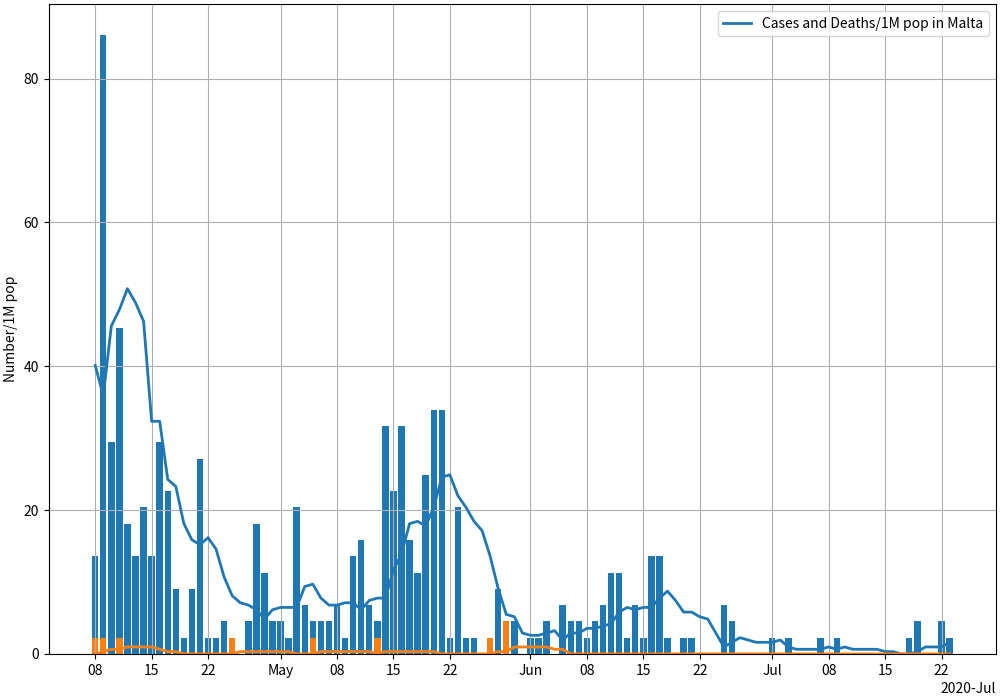 Cases and Deaths/1M pop in Malta
Number/1M pop
80
60
40
20
0
08 15 22 May 08 15 22 Jun 08 15 22 Jul 08 15 22
2020-Jul